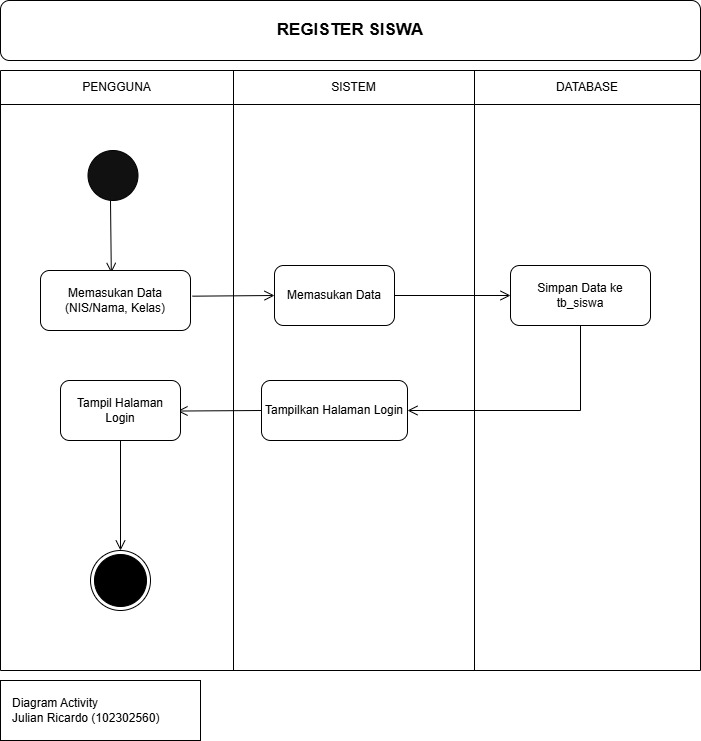 REGISTER SISWA
PENGGUNA
SISTEM
DATABASE
Memasukan Data
(NIS/Nama, Kelas)
Memasukan Data
Simpan Data ke
tb_siswa
Tampil Halaman
Login
Tampilkan Halaman Login
Diagram Activity
Julian Ricardo (102302560)